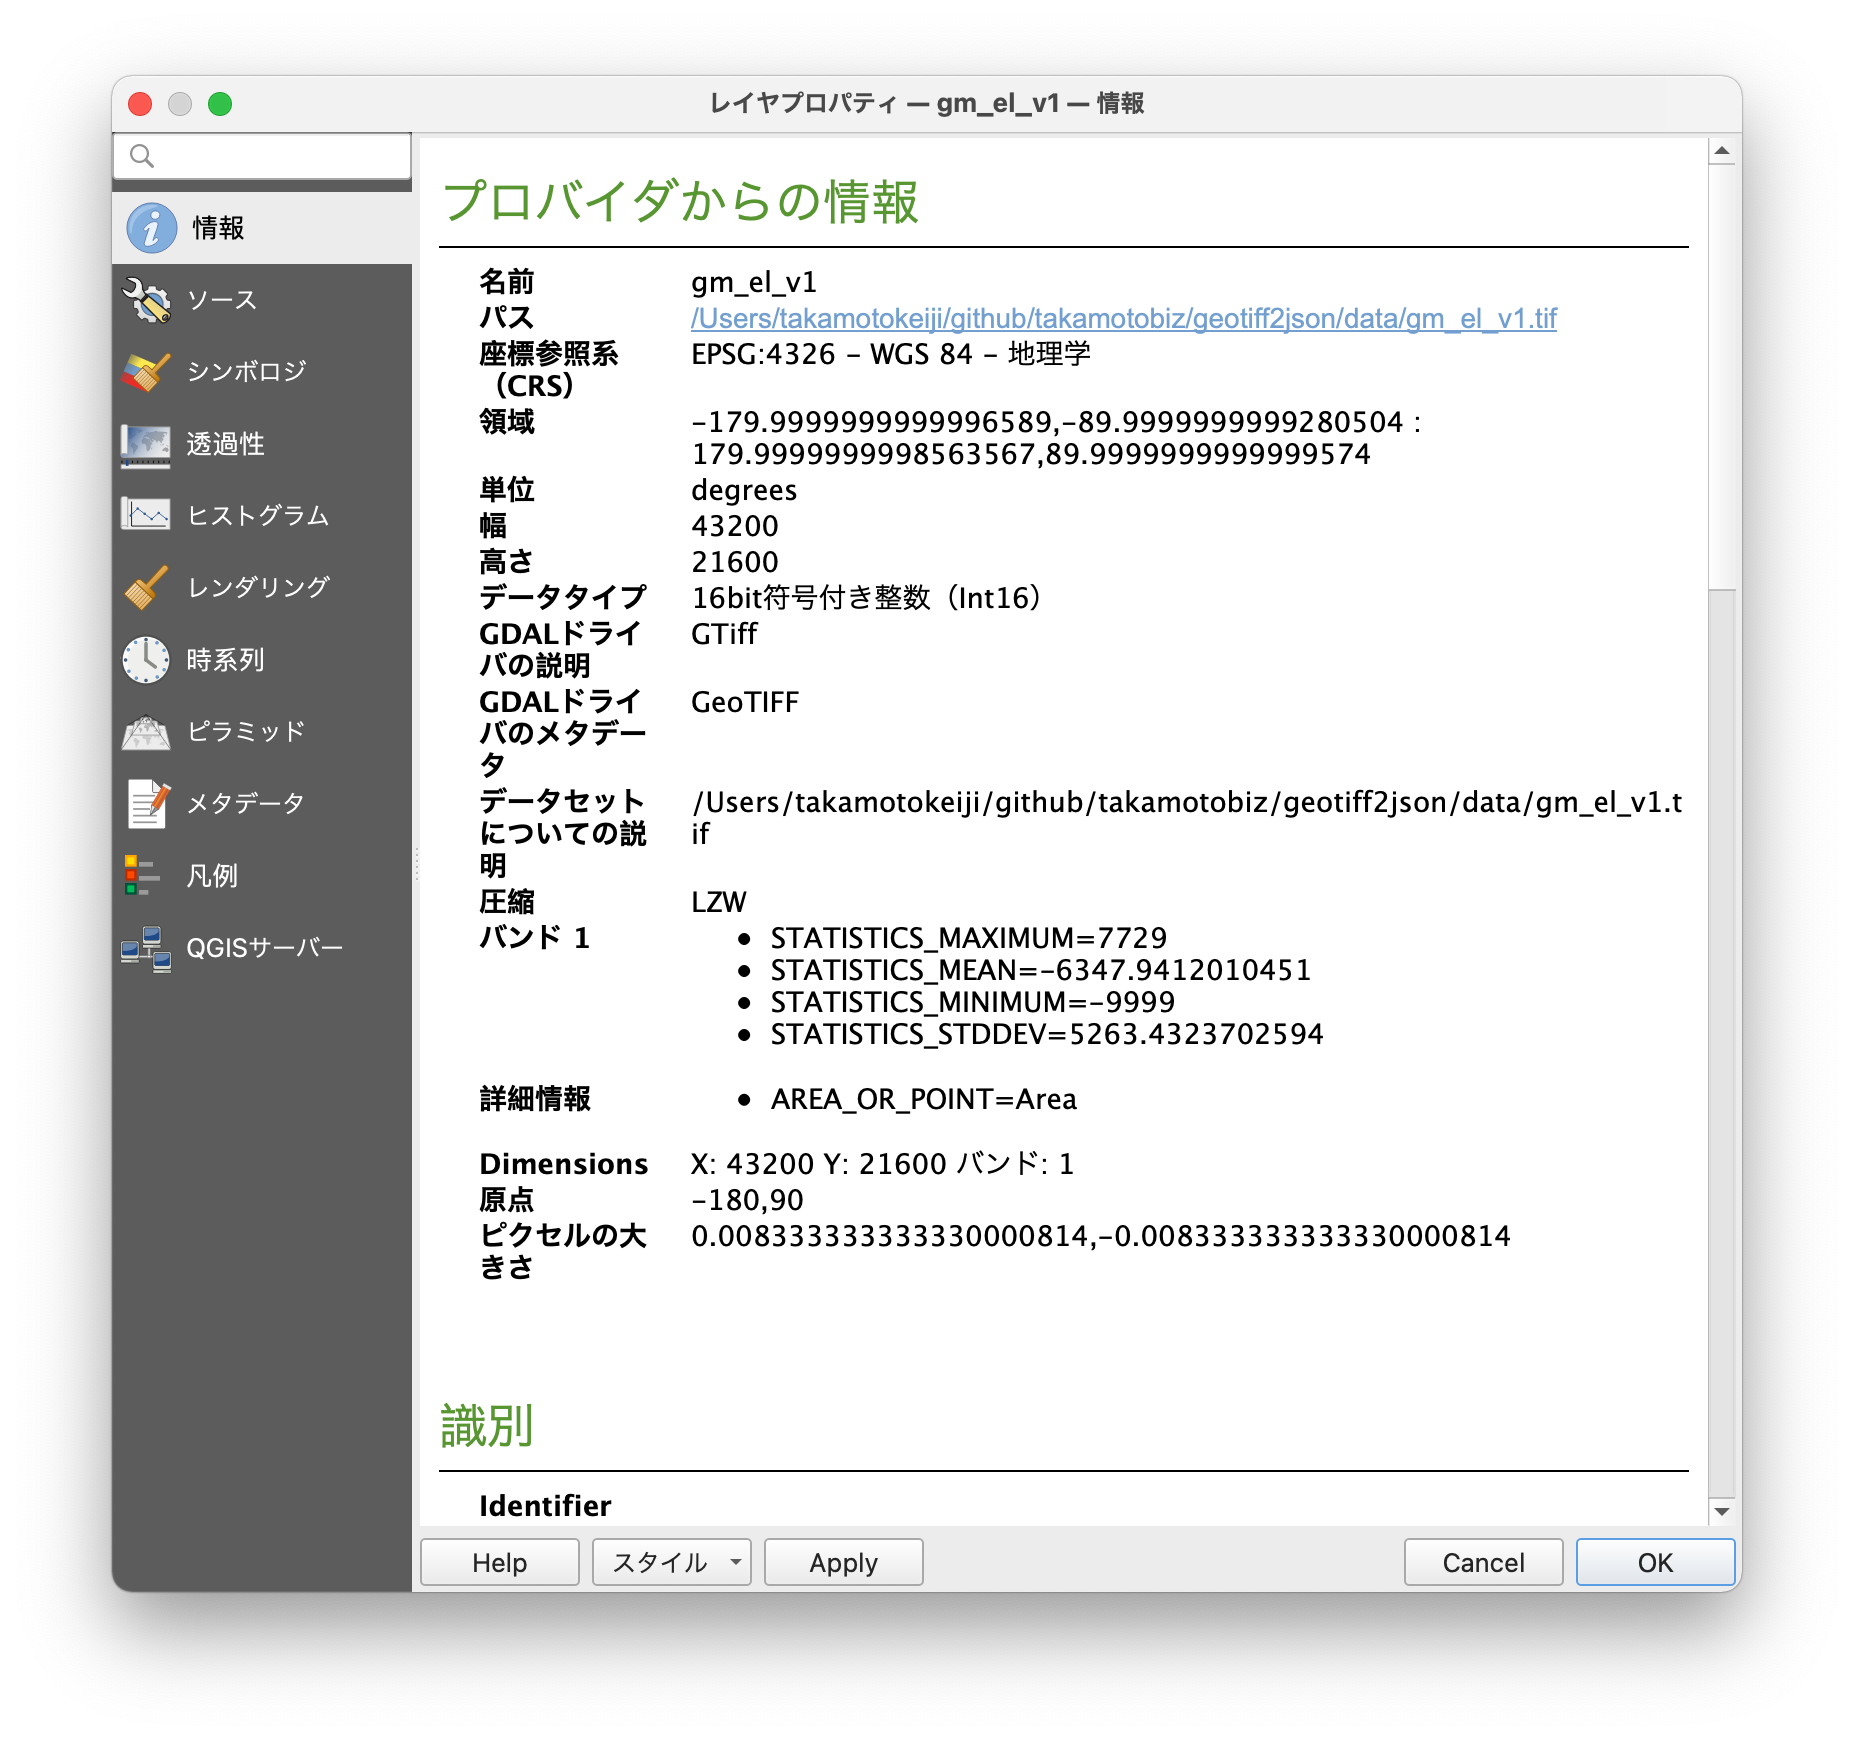 レイヤプロパティ — gm_el_v1 — 情報
情報
ソース
シンボロジ
透過性
ヒストグラム
レンダリング
時系列
ピラミッド
メタデータ
凡例
QGISサーバー
プロバイダからの情報
名前 gm_el_v1
パス /Users/takamotokeiji/github/takamotobiz/geotiff2json/data/gm_el_v1.tif
座標参照系 EPSG:4326 – WGS 84 – 地理学
（CRS）
領域 –179.9999999999996589,–89.9999999999280504 :
179.9999999998563567,89.9999999999999574
単位 degrees
幅 43200
高さ 21600
データタイプ 16bit符号付き整数（Int16）
GDALドライ GTiff
バの説明
GDALドライ GeoTIFF
バのメタデー
タ
データセット /Users/takamotokeiji/github/takamotobiz/geotiff2json/data/gm_el_v1.t
についての説 if
明
圧縮 LZW
バンド 1 • STATISTICS_MAXIMUM=7729
• STATISTICS_MEAN=–6347.9412010451
• STATISTICS_MINIMUM=–9999
• STATISTICS_STDDEV=5263.4323702594
詳細情報 • AREA_OR_POINT=Area
Dimensions X: 43200 Y: 21600 バンド: 1
原点 –180,90
ピクセルの大 0.008333333333330000814,–0.008333333333330000814
きさ
識別
Identifier
Help スタイル Apply Cancel OK